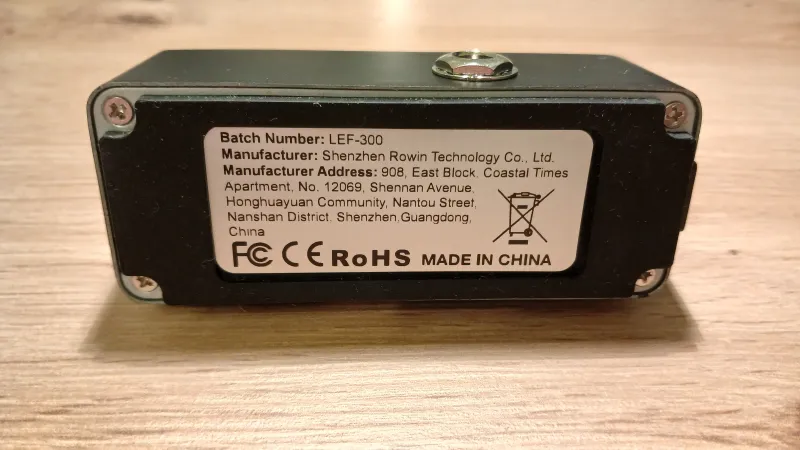 Batch Number: LEF-300
Manufacturer: Shenzhen Rowin Technology Co., Ltd.
Manufacturer Address: 908, East Block, Coastal Times
Apartment, No. 12069, Shennan Avenue,
Honghuayuan Community, Nantou Street,
Nanshan District, Shenzhen,Guangdong,
China
FC CE RoHS MADE IN CHINA